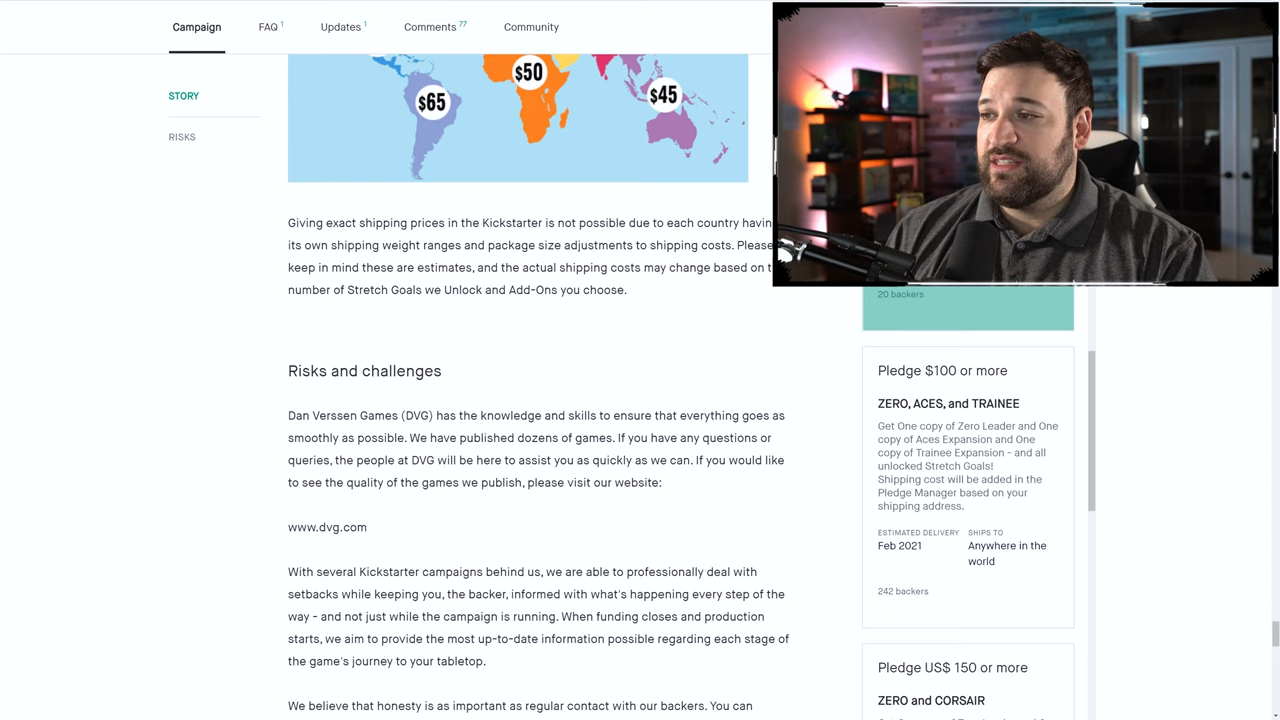 Campaign
FAQ 1
Updates 1
Comments 77
Community
STORY
RISKS
$50
$65
$45
Giving exact shipping prices in the Kickstarter is not possible due to each country
its own shipping weight ranges and package size adjustments to shipping costs. Please
keep in mind these are estimates, and the actual shipping costs may change based on
number of Stretch Goals we Unlock and Add-Ons you choose.
Risks and challenges
Dan Verssen Games (DVG) has the knowledge and skills to ensure that everything goes as
smoothly as possible. We have published dozens of games. If you have any questions or
queries, the people at DVG will be here to assist you as quickly as we can. If you would like
to see the quality of the games we publish, please visit our website:
www.dvg.com
With several Kickstarter campaigns behind us, we are able to professionally deal with
setbacks while keeping you, the backer, informed with what's happening every step of the
way - and not just while the campaign is running. When funding closes and production
starts, we aim to provide the most up-to-date information possible regarding each stage of
the game's journey to your tabletop.
We believe that honesty is as important as regular contact with our backers. You can
20 backers
Pledge $100 or more
ZERO, ACES, and TRAINEE
Get One copy of Zero Leader and One
copy of Aces Expansion and One
copy of Trainee Expansion - and all
unlocked Stretch Goals!
Shipping cost will be added in the
Pledge Manager based on your
shipping address.
ESTIMATED DELIVERY
Feb 2021
SHIPS TO
Anywhere in the
world
242 backers
Pledge US$ 150 or more
ZERO and CORSAIR